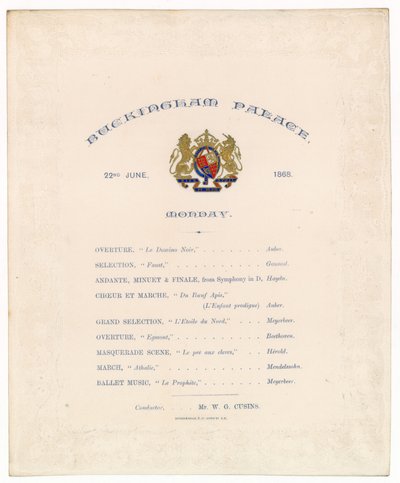 BUCKINGHAM PALACE,
22ND JUNE, 1868.
MONDAY.
OVERTURE, "Le Domino Noir," . . . . . . . . Auber.
SELECTION, "Faust," . . . . . . . . . . . Gounod.
ANDANTE, MINUET & FINALE, from Symphony in D, Haydn.
CHŒUR ET MARCHE, "Du Bœuf Apis,"
(L'Enfant prodigue) Auber.
GRAND SELECTION, "L'Etoile du Nord," . . . Meyerbeer.
OVERTURE, "Egmont," . . . . . . . . . . Beethoven.
MASQUERADE SCENE, "Le pre aux clercs," . . Hérold.
MARCH, "Athalie," . . . . . . . . . . . . Mendelssohn.
BALLET MUSIC, "Le Prophète," . . . . . . . Meyerbeer.
Conductor, . . . . Mr. W. G. CUSINS.